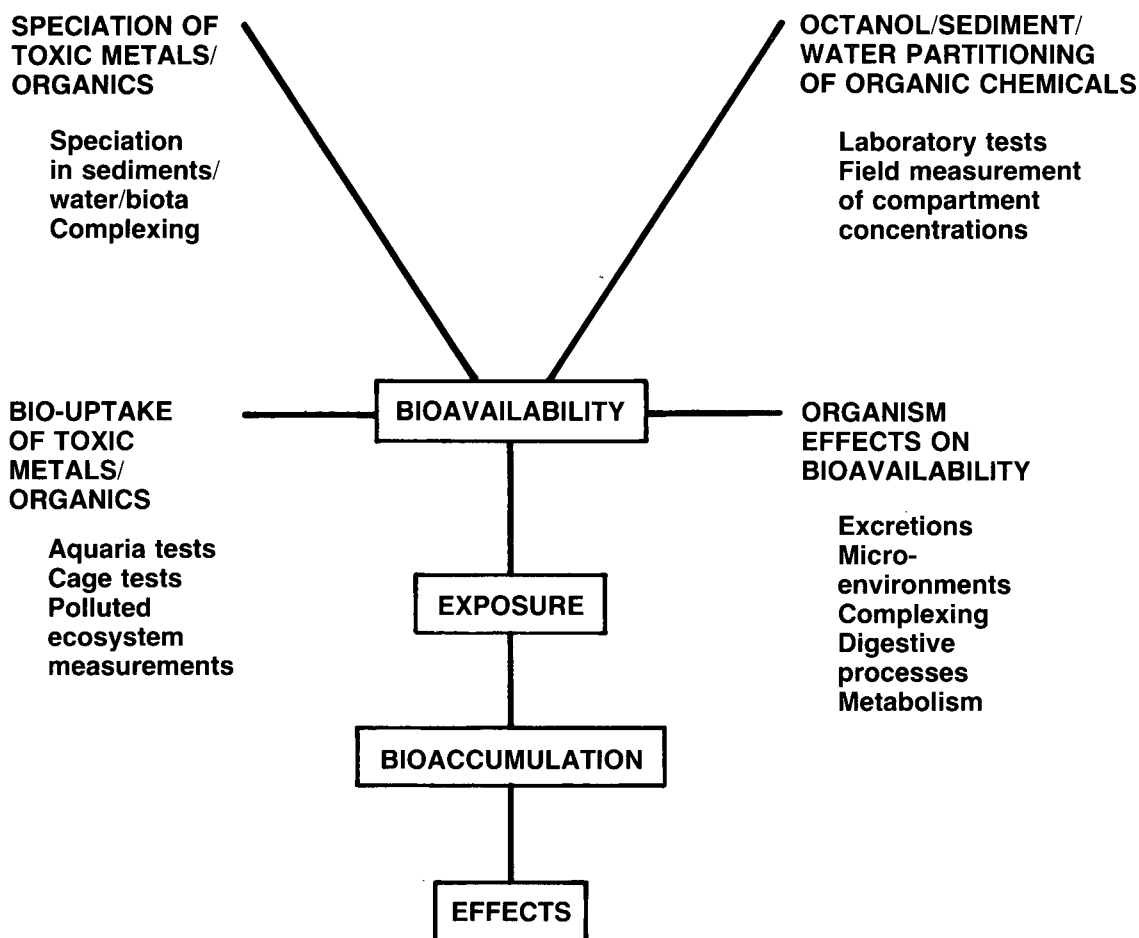 SPECIATION OF
TOXIC METALS/
ORGANICS
Speciation
in sediments/
water/biota
Complexing
OCTANOL/SEDIMENT/
WATER PARTITIONING
OF ORGANIC CHEMICALS
Laboratory tests
Field measurement
of compartment
concentrations
BIO-UPTAKE
OF TOXIC
METALS/
ORGANICS
Aquaria tests
Cage tests
Polluted
ecosystem
measurements
BIOAVAILABILITY
ORGANISM
EFFECTS ON
BIOAVAILABILITY
Excretions
Micro-
environments
Complexing
Digestive
processes
Metabolism
EXPOSURE
BIOACCUMULATION
EFFECTS